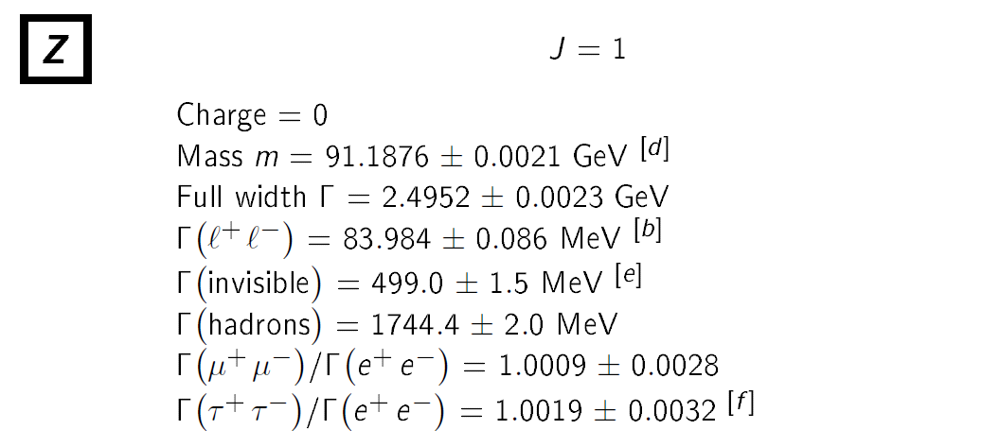 Z
J = 1
Charge = 0
Mass m = 91.1876 ± 0.0021 GeV [d]
Full width Γ = 2.4952 ± 0.0023 GeV
Γ(ℓ⁺ ℓ⁻) = 83.984 ± 0.086 MeV [b]
Γ(invisible) = 499.0 ± 1.5 MeV [e]
Γ(hadrons) = 1744.4 ± 2.0 MeV
Γ(μ⁺ μ⁻)/Γ(e⁺ e⁻) = 1.0009 ± 0.0028
Γ(τ⁺ τ⁻)/Γ(e⁺ e⁻) = 1.0019 ± 0.0032 [f]